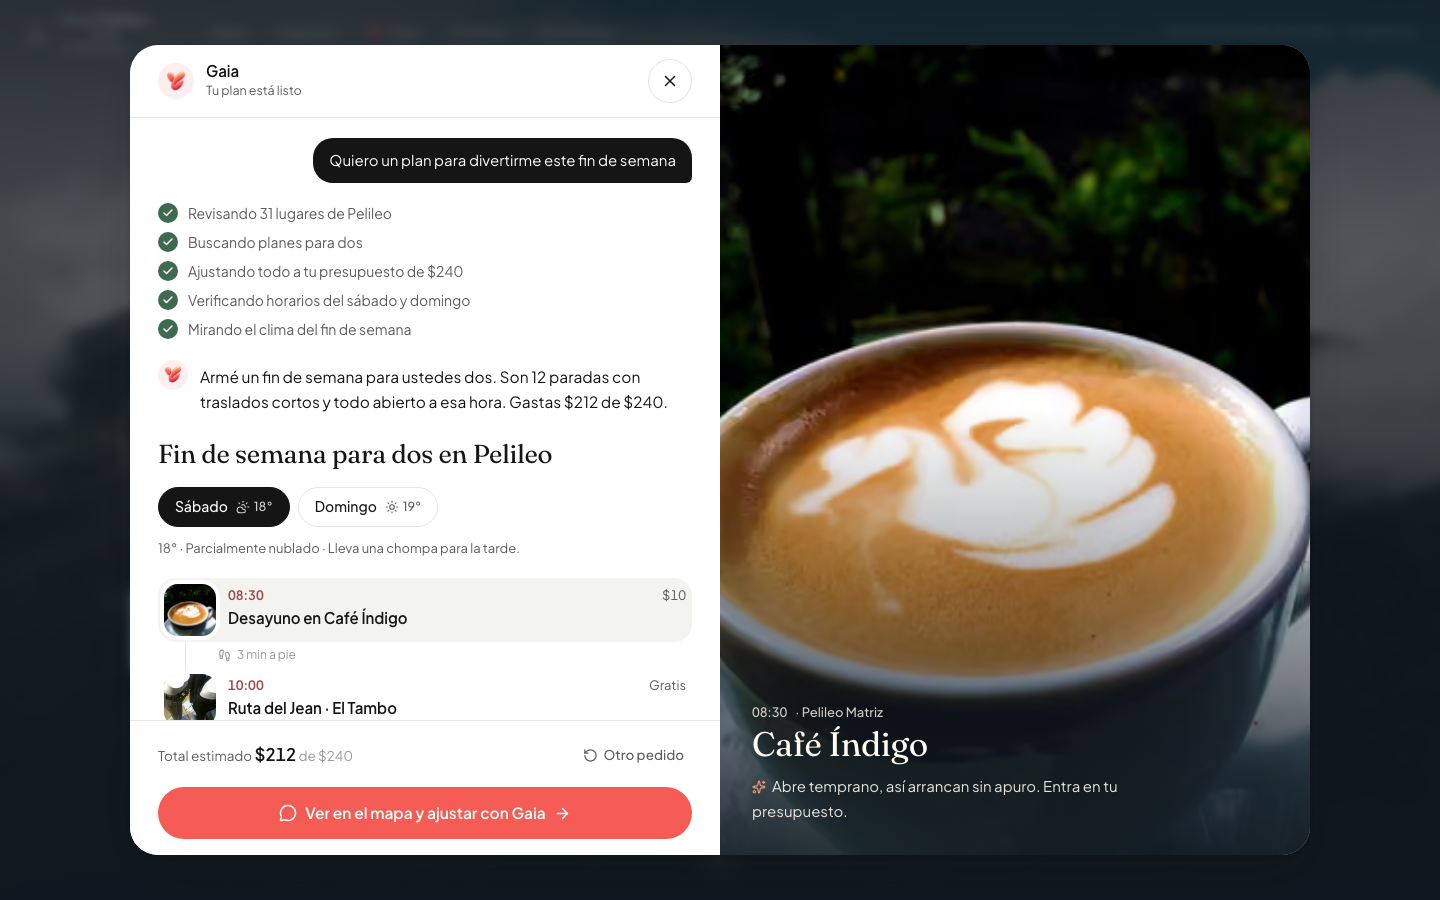 Gaia
Tu plan está listo
Quiero un plan para divertirme este fin de semana
Revisando 31 lugares de Pelileo
Buscando planes para dos
Ajustando todo a tu presupuesto de $240
Verificando horarios del sábado y domingo
Mirando el clima del fin de semana
Armé un fin de semana para ustedes dos. Son 12 paradas con
traslados cortos y todo abierto a esa hora. Gastas $212 de $240.
Fin de semana para dos en Pelileo
Sábado 18° Domingo 19°
18° · Parcialmente nublado · Lleva una chompa para la tarde.
08:30 $10
Desayuno en Café Índigo
3 min a pie
10:00 Gratis
Ruta del Jean · El Tambo
Total estimado $212 de $240 Otro pedido
Ver en el mapa y ajustar con Gaia
08:30 · Pelileo Matriz
Café Índigo
Abre temprano, así arrancan sin apuro. Entra en tu
presupuesto.